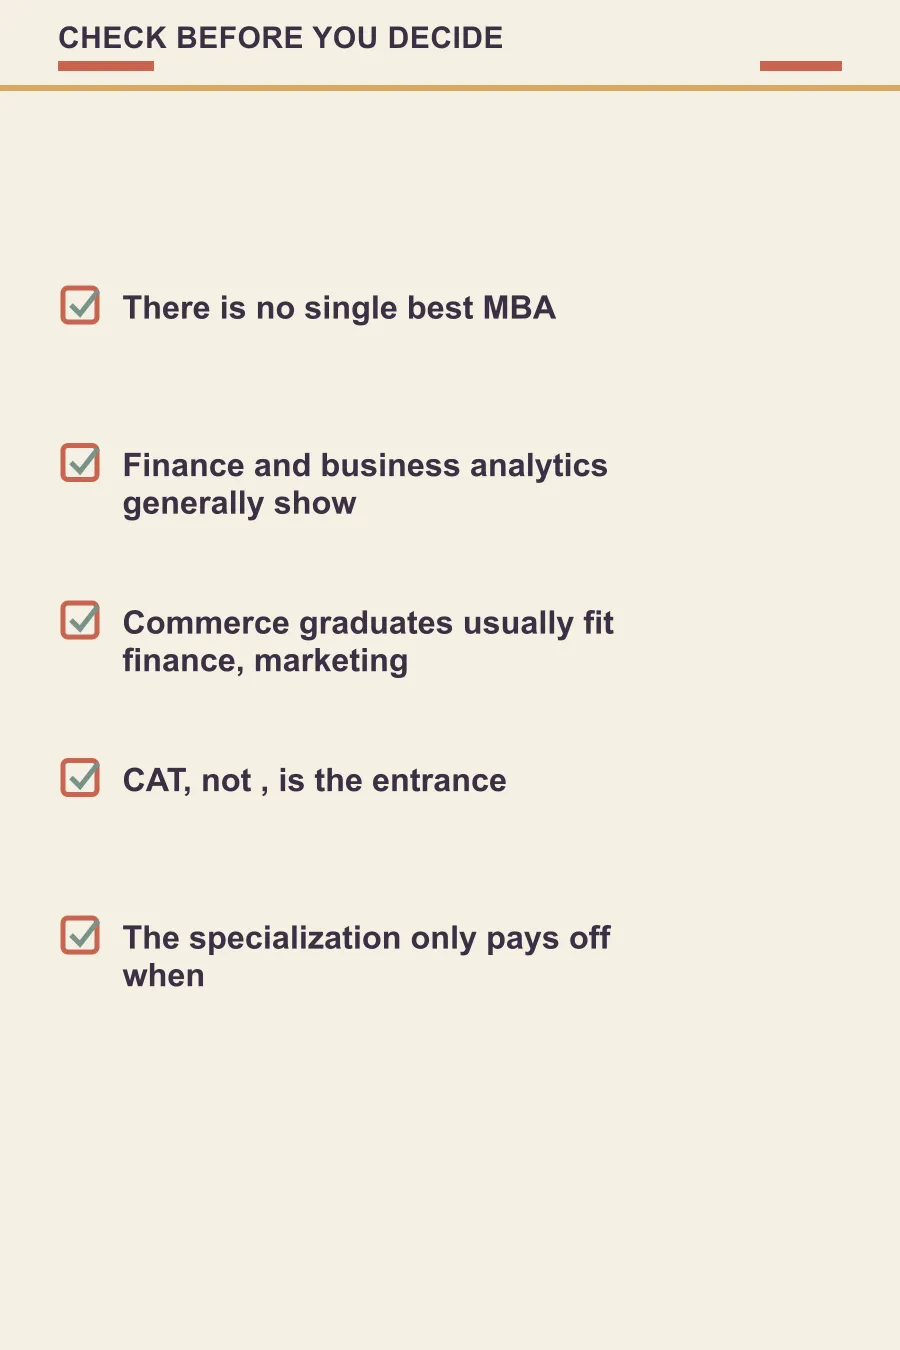 CHECK BEFORE YOU DECIDE
There is no single best MBA
Finance and business analytics
generally show
Commerce graduates usually fit
finance, marketing
CAT, not , is the entrance
The specialization only pays off
when